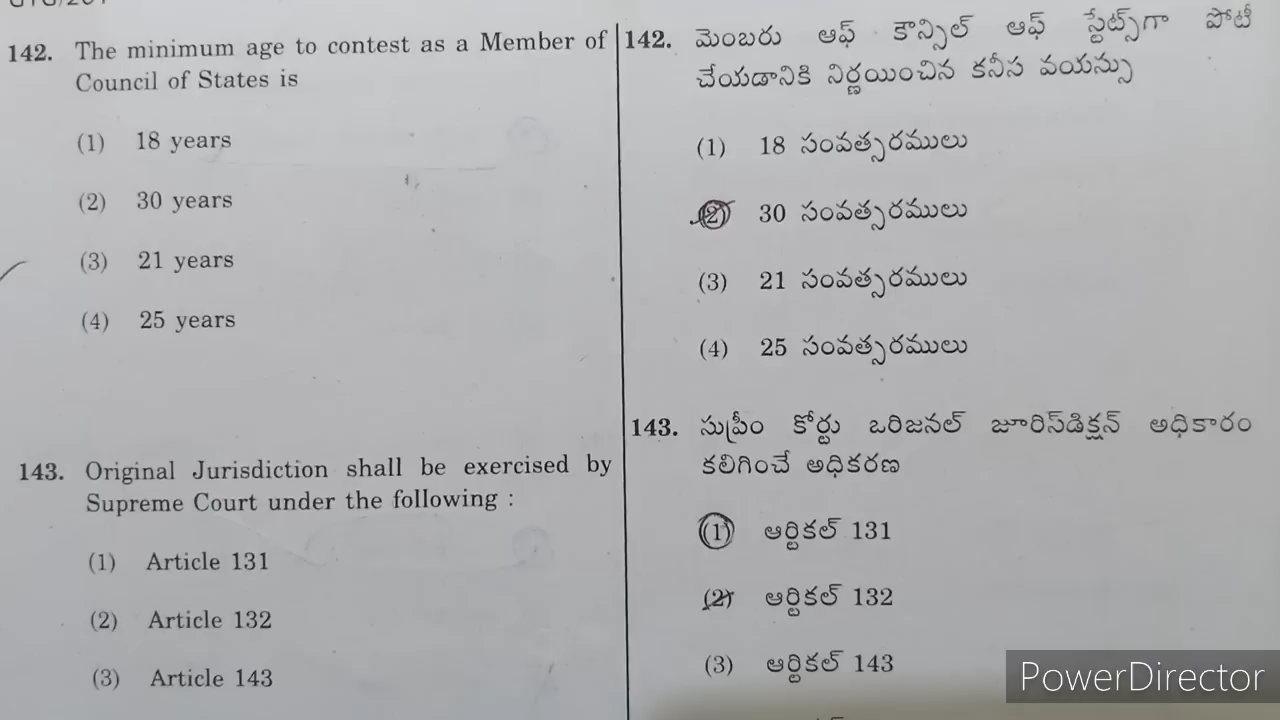 142. The minimum age to contest as a Member of
Council of States is
(1) 18 years
(2) 30 years
(3) 21 years
(4) 25 years
143. Original Jurisdiction shall be exercised by
Supreme Court under the following :
(1) Article 131
(2) Article 132
(3) Article 143
142. మెంబరు ఆఫ్ కౌన్సిల్ ఆఫ్ స్టేట్స్‌గా పోటీ
చేయడానికి నిర్ణయించిన కనీస వయస్సు
(1) 18 సంవత్సరములు
(2) 30 సంవత్సరములు
(3) 21 సంవత్సరములు
(4) 25 సంవత్సరములు
143. సుప్రీం కోర్టు ఒరిజనల్ జూరిస్‌డిక్షన్ అధికారం
కలిగించే అధికరణ
(1) ఆర్టికల్ 131
(2) ఆర్టికల్ 132
(3) ఆర్టికల్ 143
PowerDirector